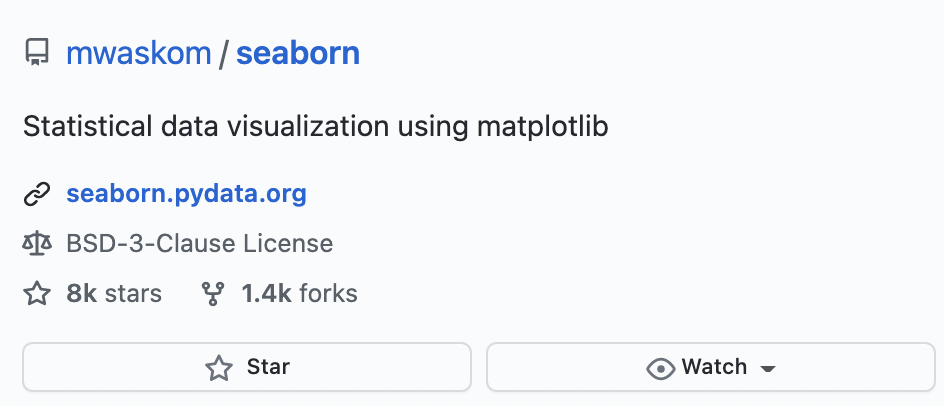 mwaskom / seaborn
Statistical data visualization using matplotlib
seaborn.pydata.org
BSD-3-Clause License
8k stars 1.4k forks
Star Watch